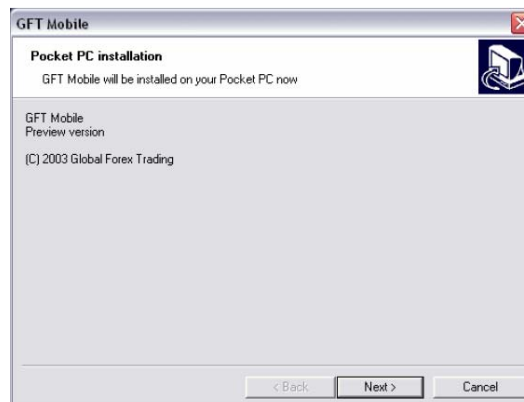 GFT Mobile
Pocket PC installation
GFT Mobile will be installed on your Pocket PC now
GFT Mobile
Preview version
(C) 2003 Global Forex Trading
< Back
Next >
Cancel